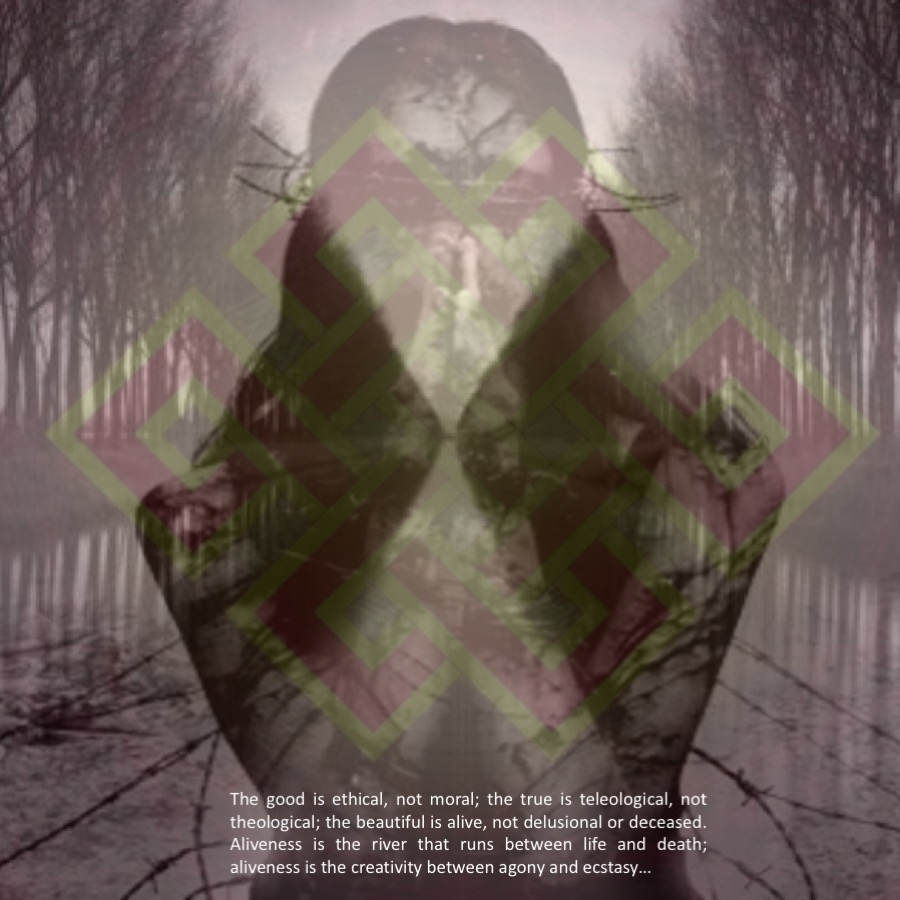 The good is ethical, not moral; the true is teleological, not
theological; the beautiful is alive, not delusional or deceased.
Aliveness is the river that runs between life and death;
aliveness is the creativity between agony and ecstasy...